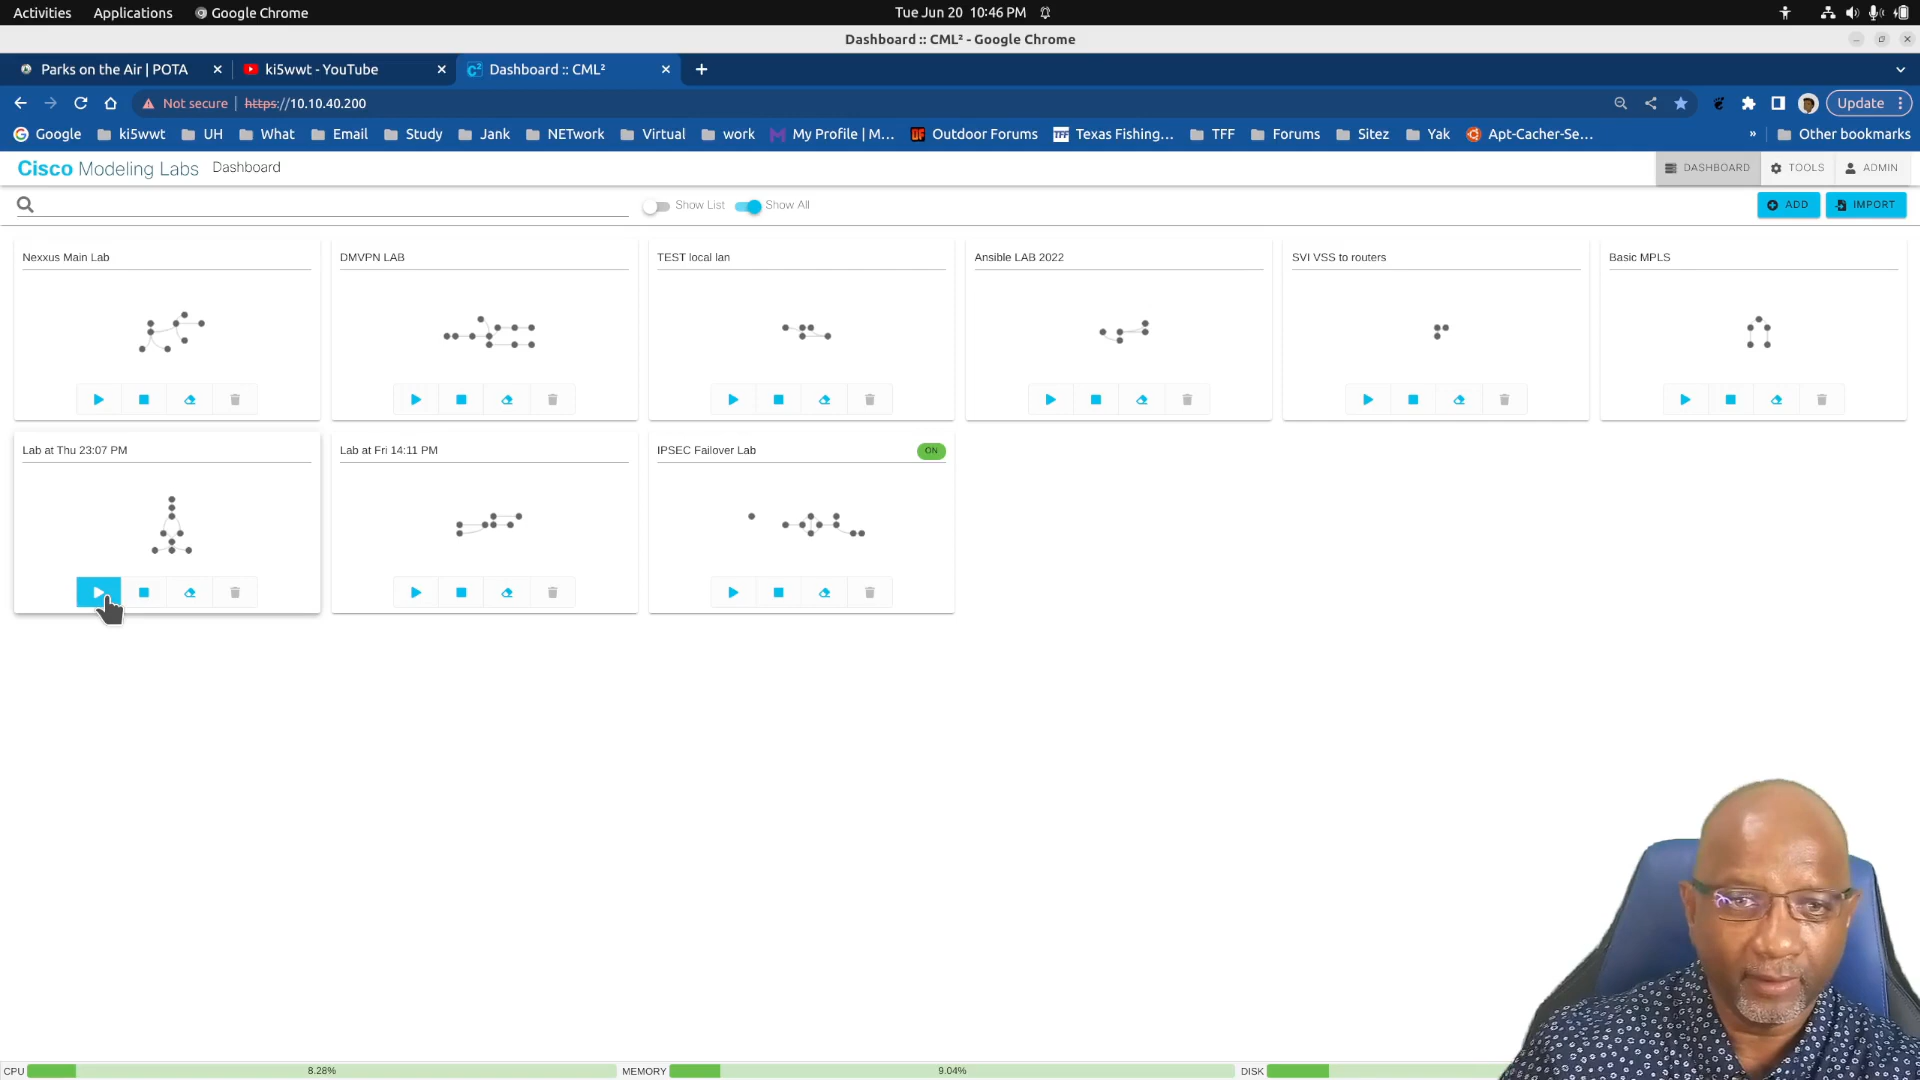 Activities Applications Google Chrome Tue Jun 20 10:46 PM
Dashboard :: CML² - Google Chrome
Parks on the Air | POTA ki5wwt - YouTube Dashboard :: CML²
Not secure https://10.10.40.200 Update
Google ki5wwt UH What Email Study Jank NETwork Virtual work My Profile | M... Outdoor Forums Texas Fishing... TFF Forums Sitez Yak Apt-Cacher-Se... » Other bookmarks
Cisco Modeling Labs Dashboard DASHBOARD TOOLS ADMIN
Show List Show All ADD IMPORT
Nexxus Main Lab DMVPN LAB TEST local lan Ansible LAB 2022 SVI VSS to routers Basic MPLS
Lab at Thu 23:07 PM Lab at Fri 14:11 PM IPSEC Failover Lab ON
CPU 8.28% MEMORY 9.04% DISK